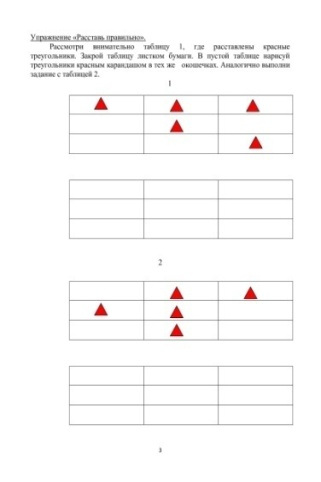 Упражнение «Расставь правильно».
Рассмотри внимательно таблицу 1, где расставлены красные
треугольники. Закрой таблицу листком бумаги. В пустой таблице нарисуй
треугольники красным карандашом в тех же окошечках. Аналогично выполни
задание с таблицей 2.
1
2
3